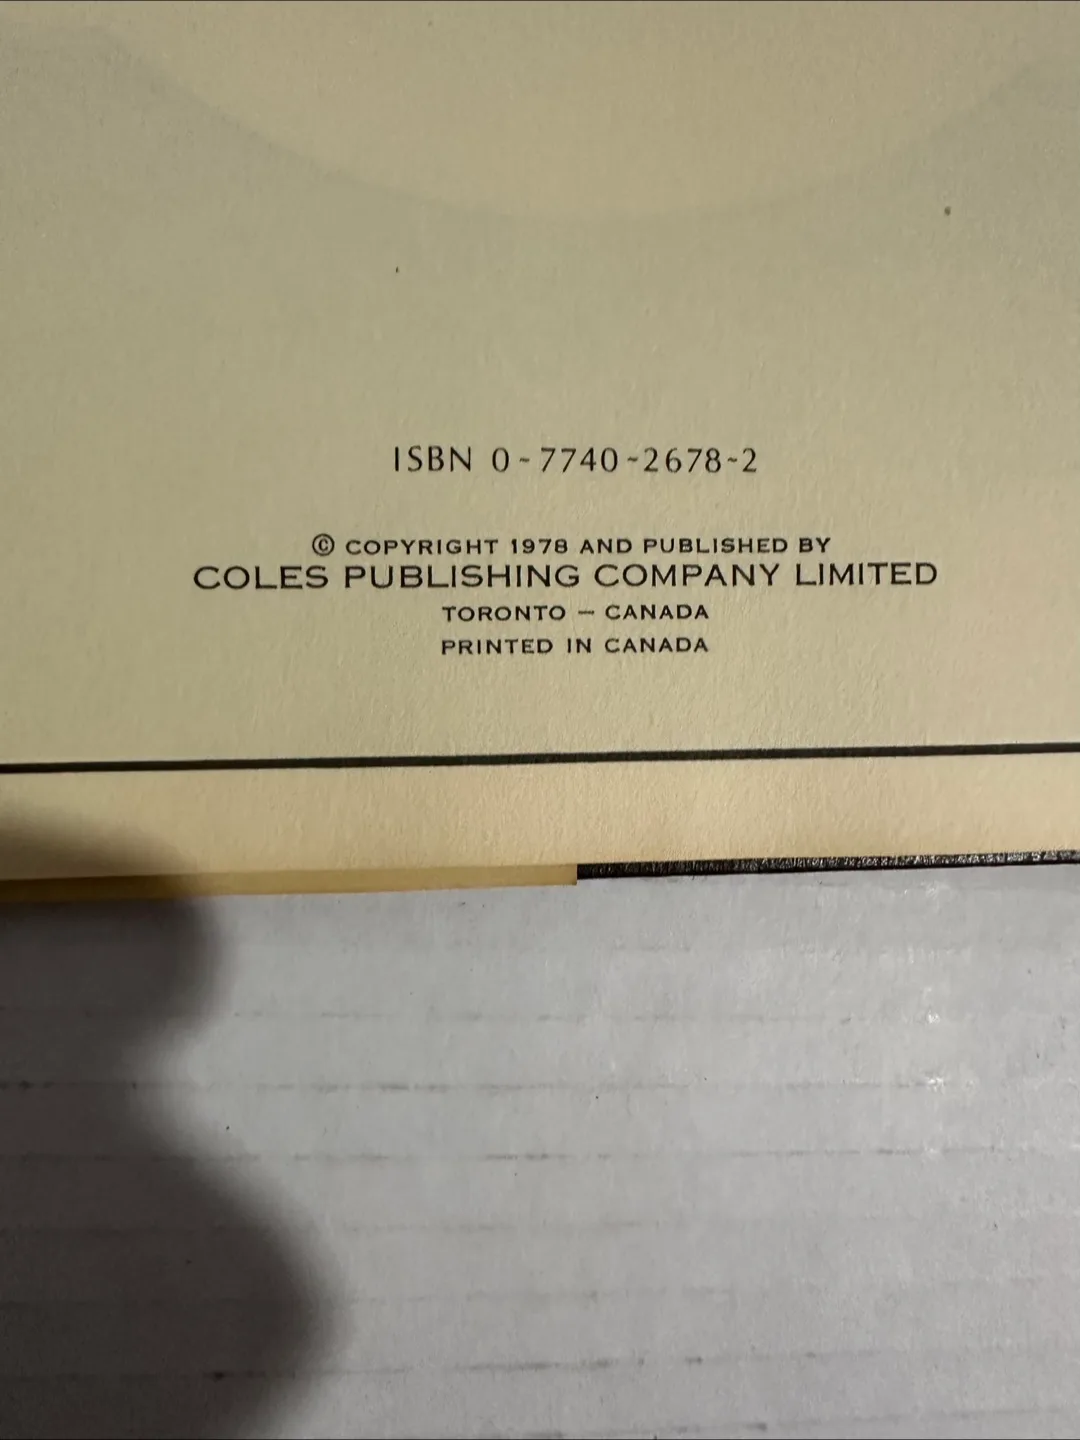 ISBN 0-7740-2678-2
© COPYRIGHT 1978 AND PUBLISHED BY
COLES PUBLISHING COMPANY LIMITED
TORONTO – CANADA
PRINTED IN CANADA